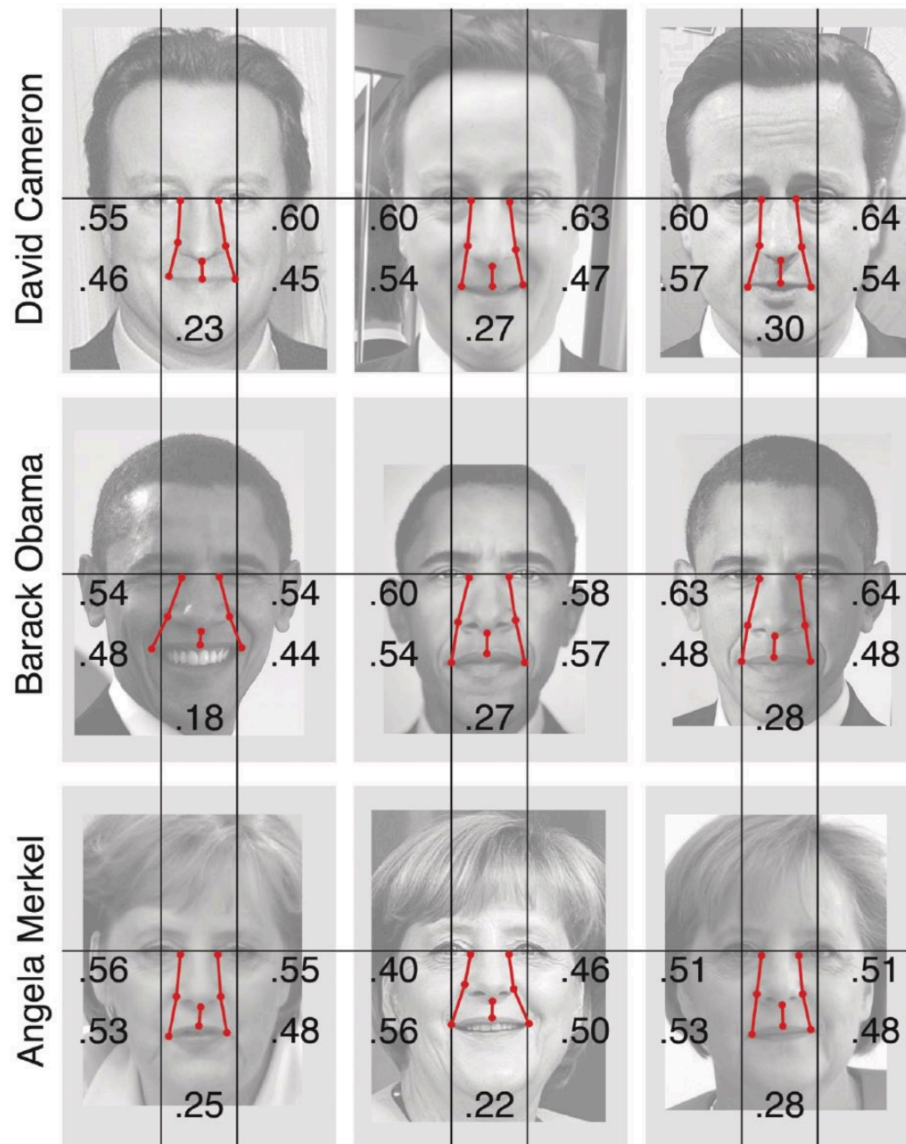 David Cameron
.55 .60 .60 .63 .60 .64
.46 .45 .54 .47 .57 .54
.23 .27 .30
Barack Obama
.54 .54 .60 .58 .63 .64
.48 .44 .54 .57 .48 .48
.18 .27 .28
Angela Merkel
.56 .55 .40 .46 .51 .51
.53 .48 .56 .50 .53 .48
.25 .22 .28